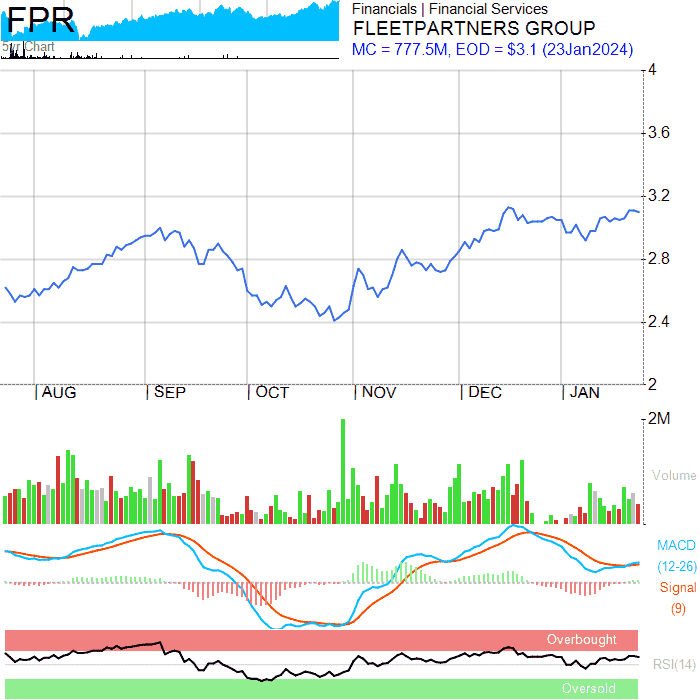 FPR
5yr Chart
Financials | Financial Services
FLEETPARTNERS GROUP
MC = 777.5M, EOD = $3.1 (23Jan2024)
4
3.6
3.2
2.8
2.4
2
| AUG | SEP | OCT | NOV | DEC | JAN
2M
Volume
MACD
(12-26)
Signal
(9)
Overbought
RSI(14)
Oversold